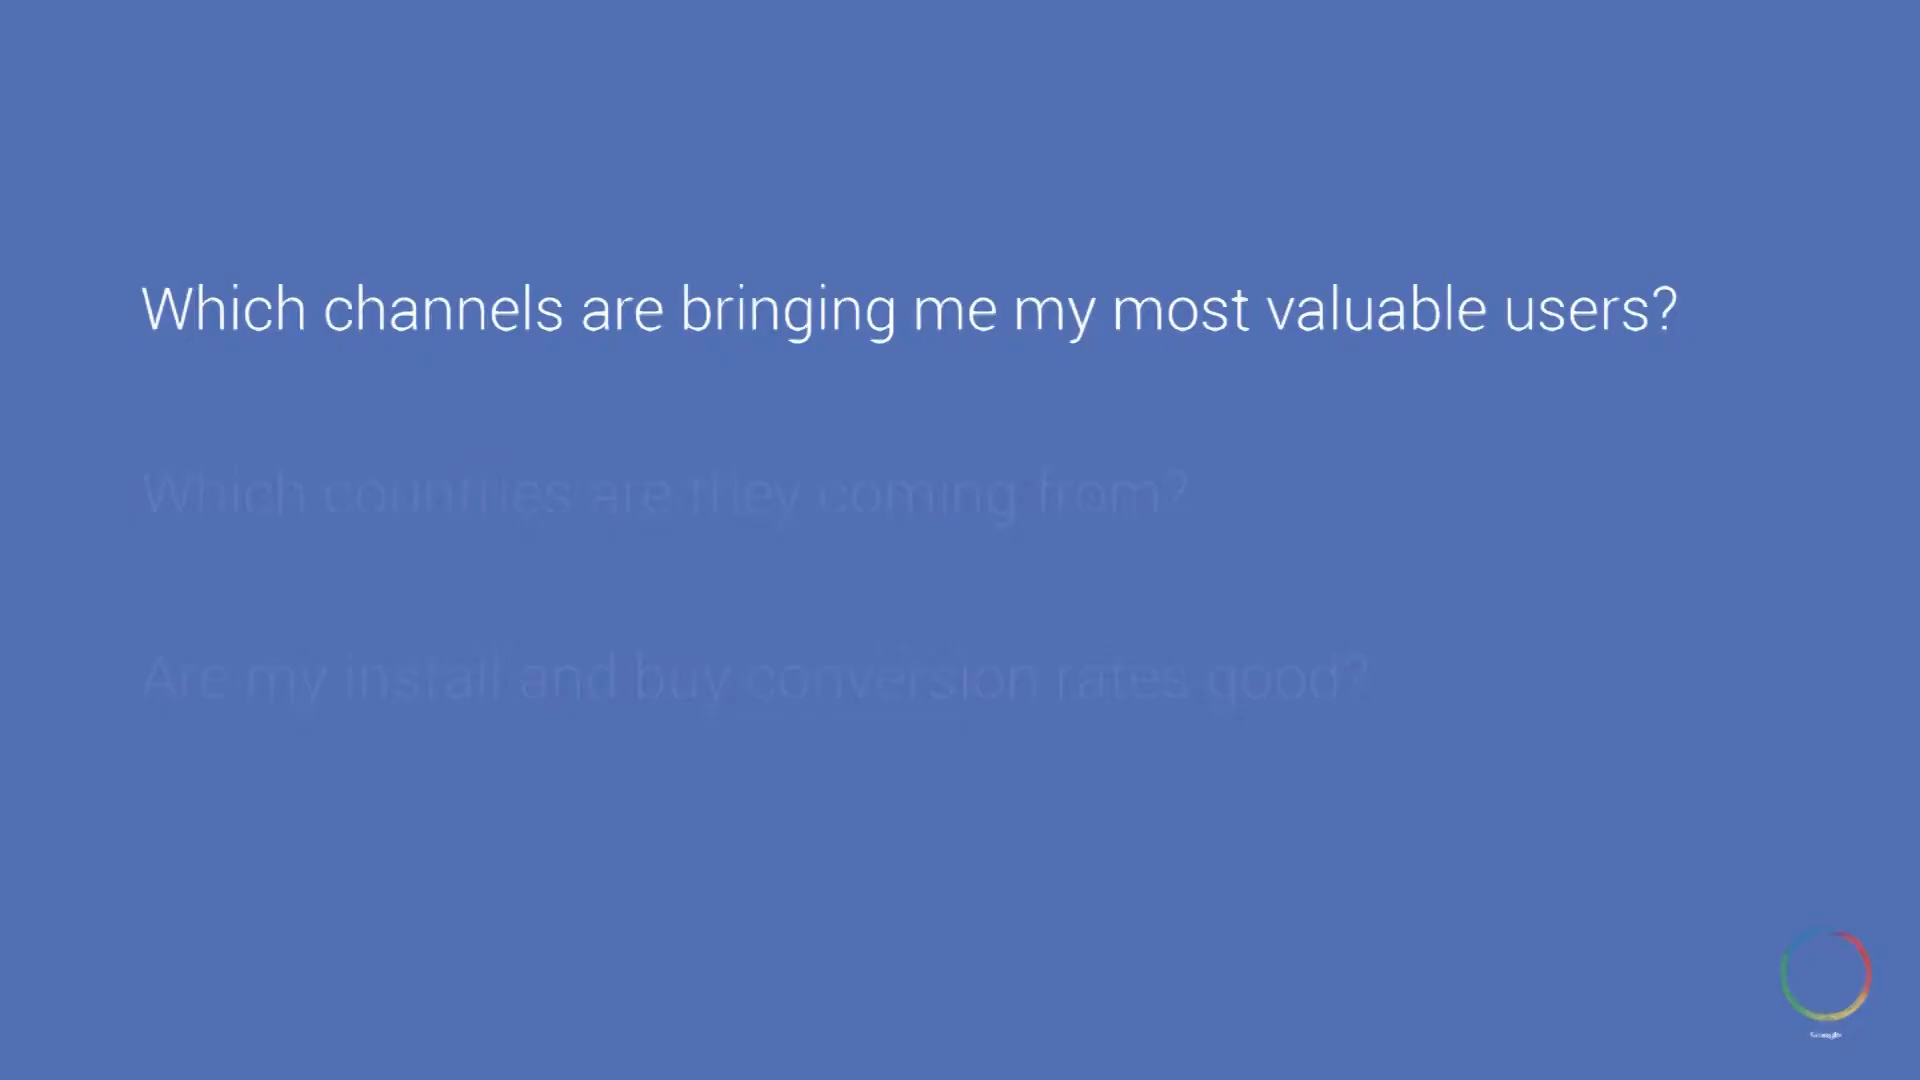 Which channels are bringing me my most valuable users?
Which countries are they coming from?
Are my install and buy conversion rates good?